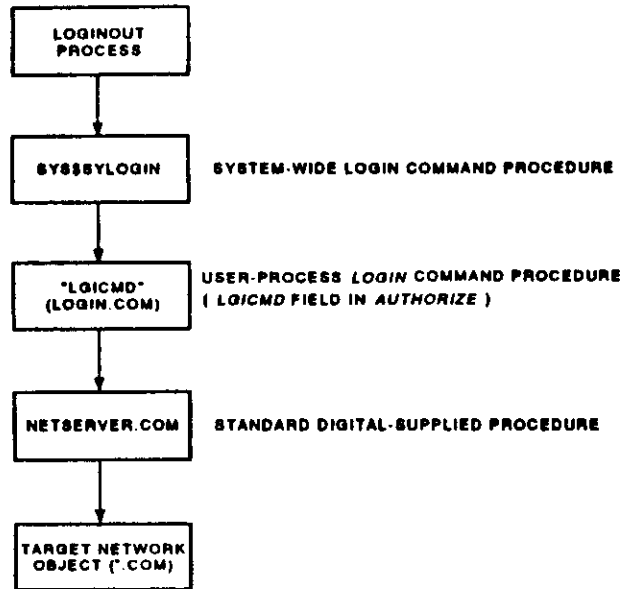 LOGINOUT
PROCESS
SYS$SYLOGIN
SYSTEM-WIDE LOGIN COMMAND PROCEDURE
"LGICMD"
(LOGIN.COM)
USER-PROCESS LOGIN COMMAND PROCEDURE
( LGICMD FIELD IN AUTHORIZE )
NETSERVER.COM
STANDARD DIGITAL-SUPPLIED PROCEDURE
TARGET NETWORK
OBJECT (*.COM)